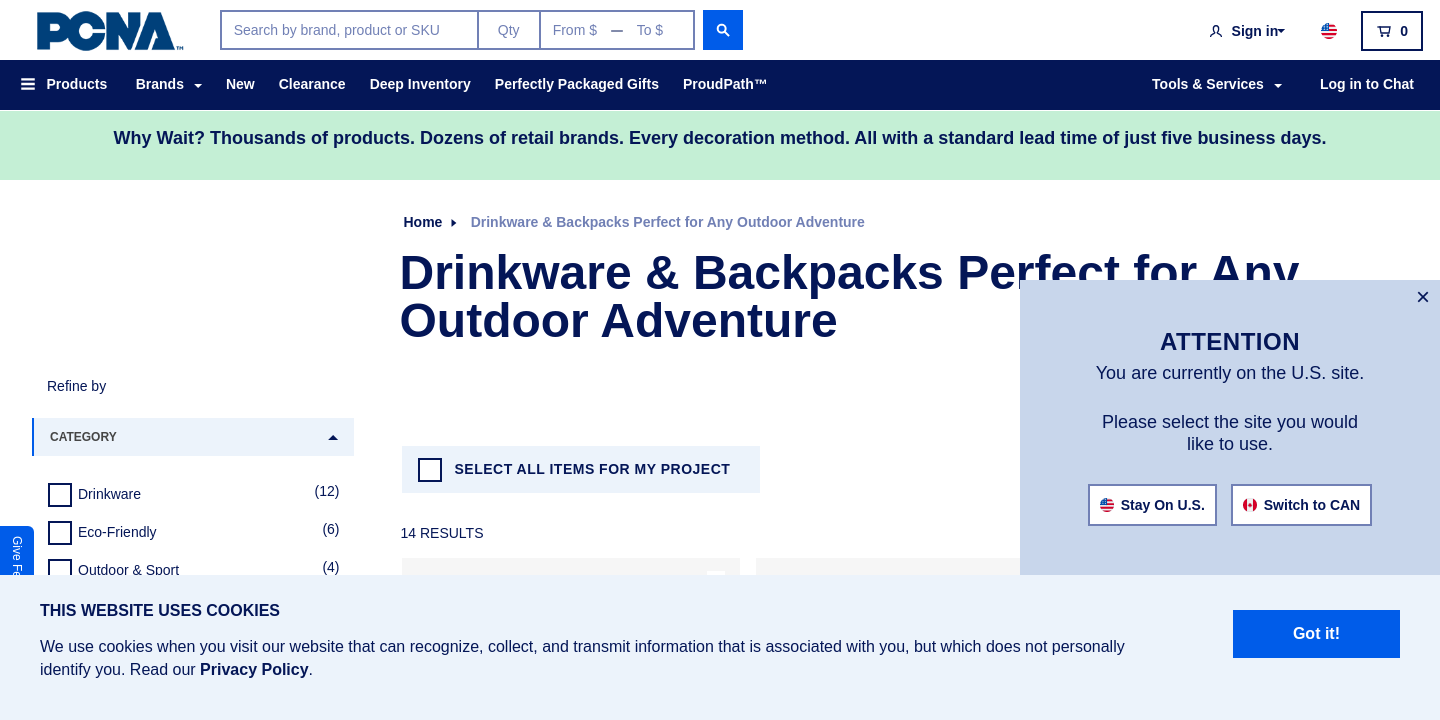 PCNA™
Search by brand, product or SKU
Qty
From $ — To $
Sign in
0
Products
Brands
New
Clearance
Deep Inventory
Perfectly Packaged Gifts
ProudPath™
Tools & Services
Log in to Chat
Why Wait? Thousands of products. Dozens of retail brands. Every decoration method. All with a standard lead time of just five business days.
Home
Drinkware & Backpacks Perfect for Any Outdoor Adventure
Drinkware & Backpacks Perfect for Any
Outdoor Adventure
Refine by
CATEGORY
Drinkware (12)
Eco-Friendly (6)
Outdoor & Sport (4)
Give Fe
SELECT ALL ITEMS FOR MY PROJECT
14 RESULTS
×
ATTENTION
You are currently on the U.S. site.
Please select the site you would
like to use.
Stay On U.S.
Switch to CAN
THIS WEBSITE USES COOKIES
We use cookies when you visit our website that can recognize, collect, and transmit information that is associated with you, but which does not personally
identify you. Read our Privacy Policy.
Got it!